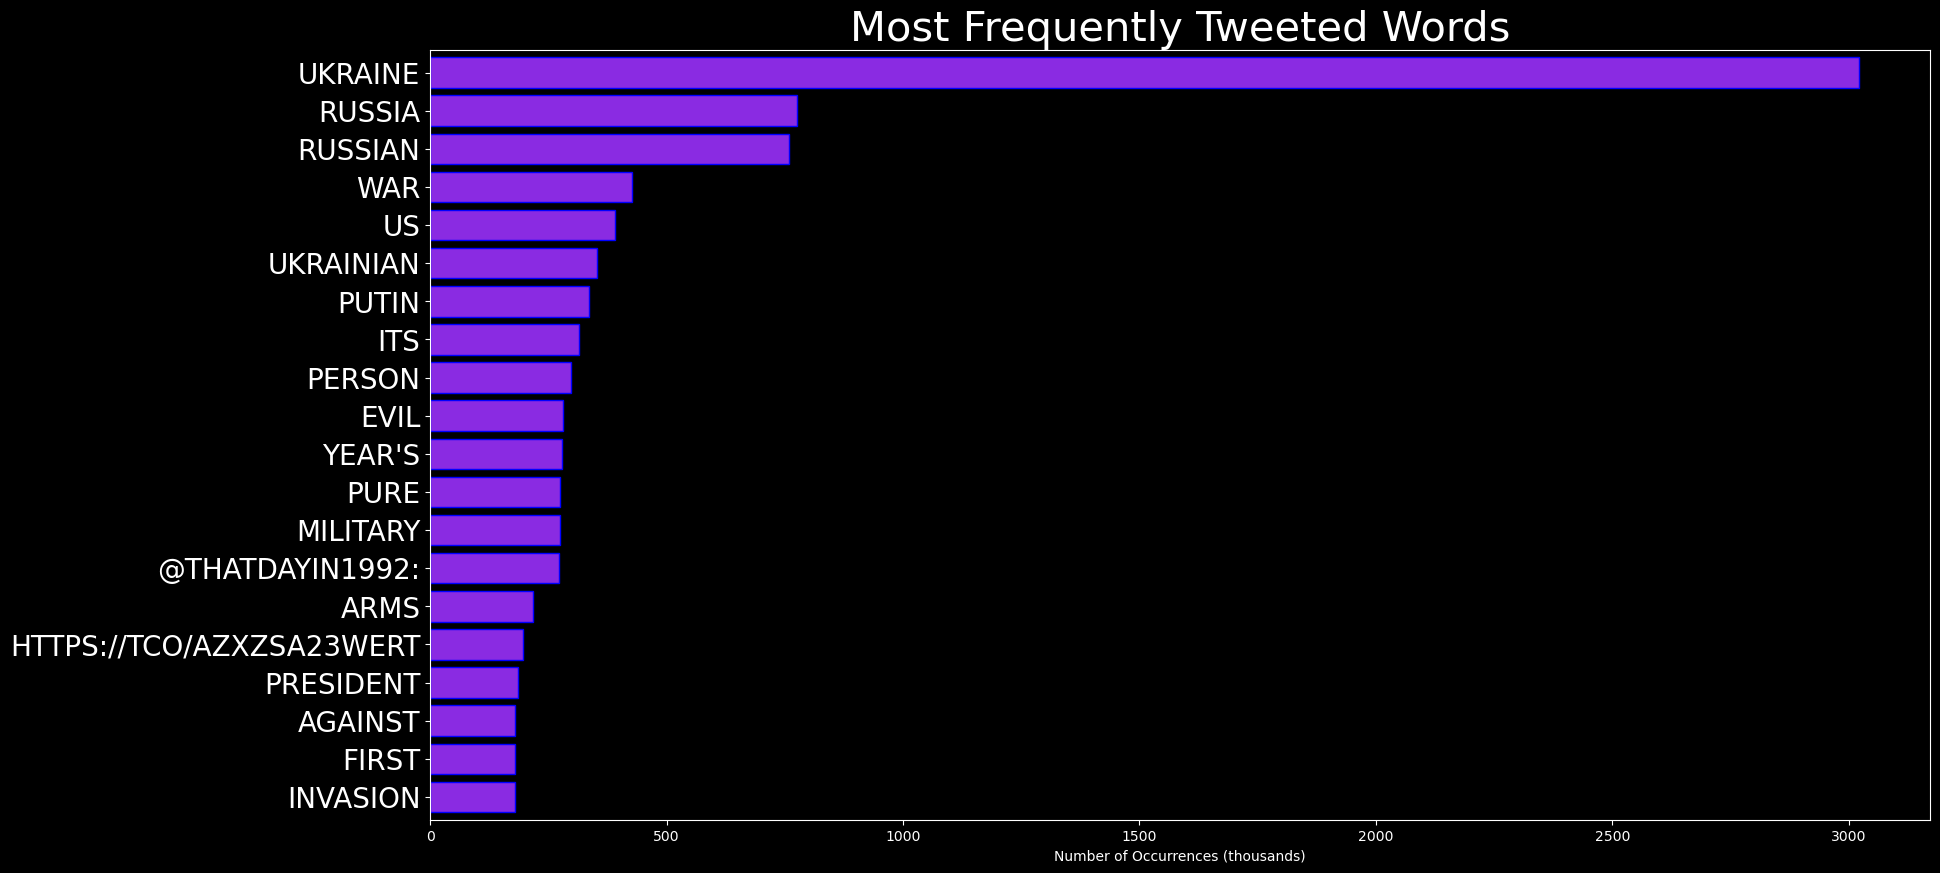 Most Frequently Tweeted Words
UKRAINE
RUSSIA
RUSSIAN
WAR
US
UKRAINIAN
PUTIN
ITS
PERSON
EVIL
YEAR'S
PURE
MILITARY
@THATDAYIN1992:
ARMS
HTTPS://TCO/AZXZSA23WERT
PRESIDENT
AGAINST
FIRST
INVASION
0 500 1000 1500 2000 2500 3000
Number of Occurrences (thousands)